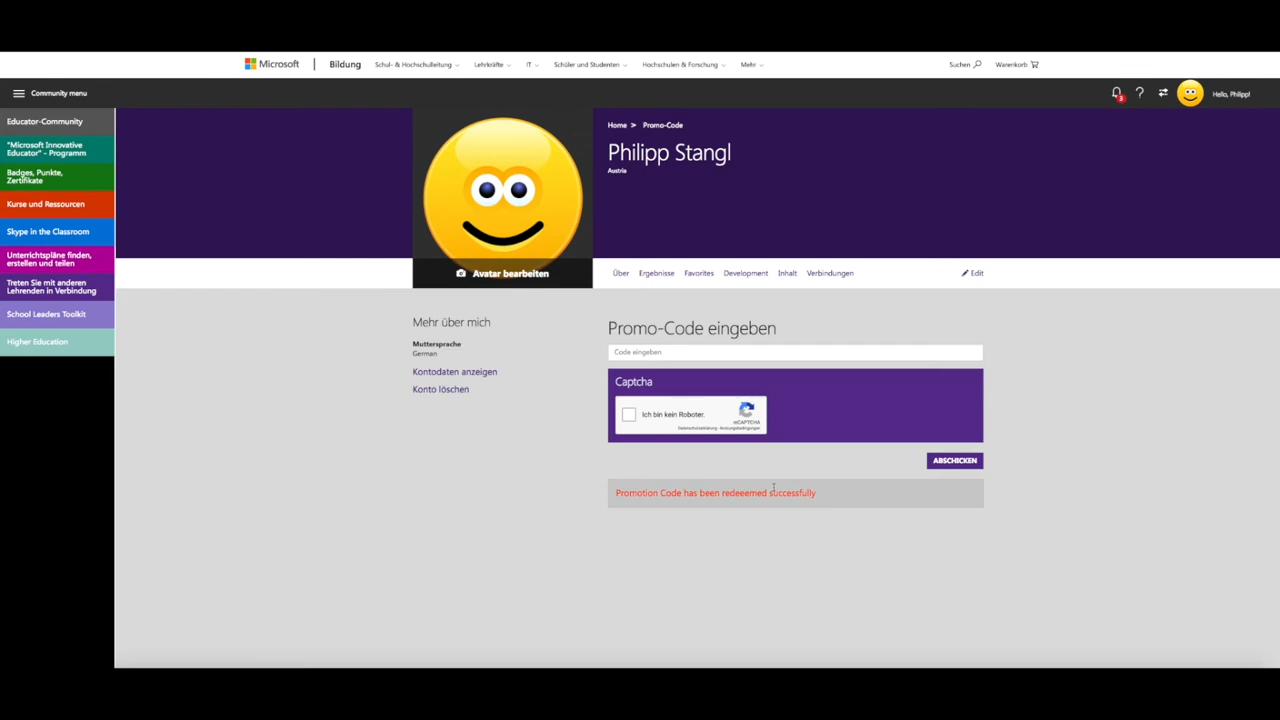 Microsoft
Bildung
Schul- & Hochschulleitung
Lehrkräfte
IT
Schüler und Studenten
Hochschulen & Forschung
Mehr
Suchen
Warenkorb
Community menu
3
?
Hello, Philipp!
Educator-Community
"Microsoft Innovative
Educator" - Programm
Badges, Punkte,
Zertifikate
Kurse und Ressourcen
Skype in the Classroom
Unterrichtspläne finden,
erstellen und teilen
Treten Sie mit anderen
Lehrenden in Verbindung
School Leaders Toolkit
Higher Education
Home > Promo-Code
Philipp Stangl
Austria
Avatar bearbeiten
Über
Ergebnisse
Favorites
Development
Inhalt
Verbindungen
Edit
Mehr über mich
Muttersprache
German
Kontodaten anzeigen
Konto löschen
Promo-Code eingeben
Code eingeben
Captcha
Ich bin kein Roboter.
reCAPTCHA
Datenschutzerklärung - Nutzungsbedingungen
ABSCHICKEN
Promotion Code has been redeeemed successfully